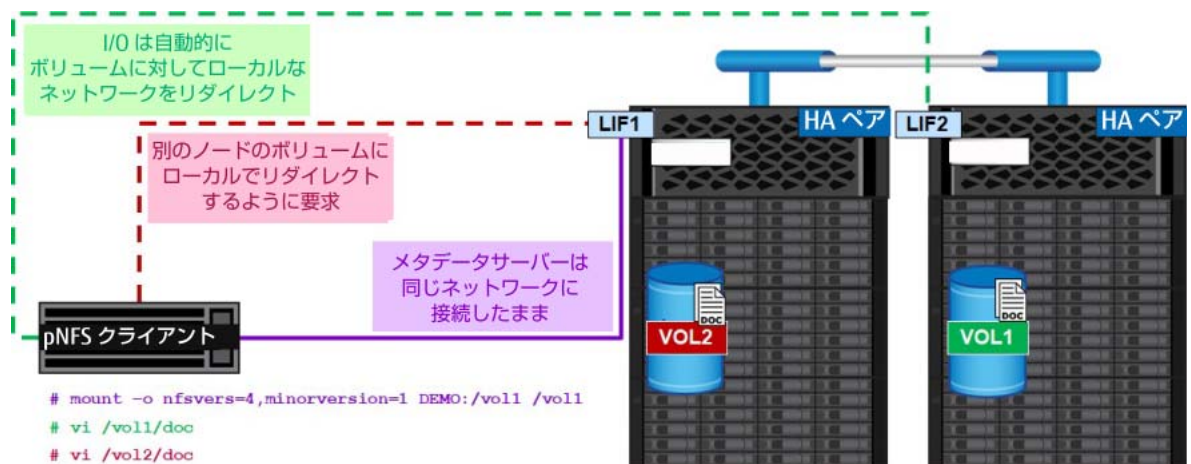 I/O は自動的に
ボリュームに対してローカルな
ネットワークをリダイレクト
LIF1
HA ペア
LIF2
HA ペア
別のノードのボリュームに
ローカルでリダイレクト
するように要求
メタデータサーバーは
同じネットワークに
接続したまま
DOC
VOL2
DOC
VOL1
pNFS クライアント
# mount -o nfsvers=4,minorversion=1 DEMO:/vol1 /vol1
# vi /vol1/doc
# vi /vol2/doc